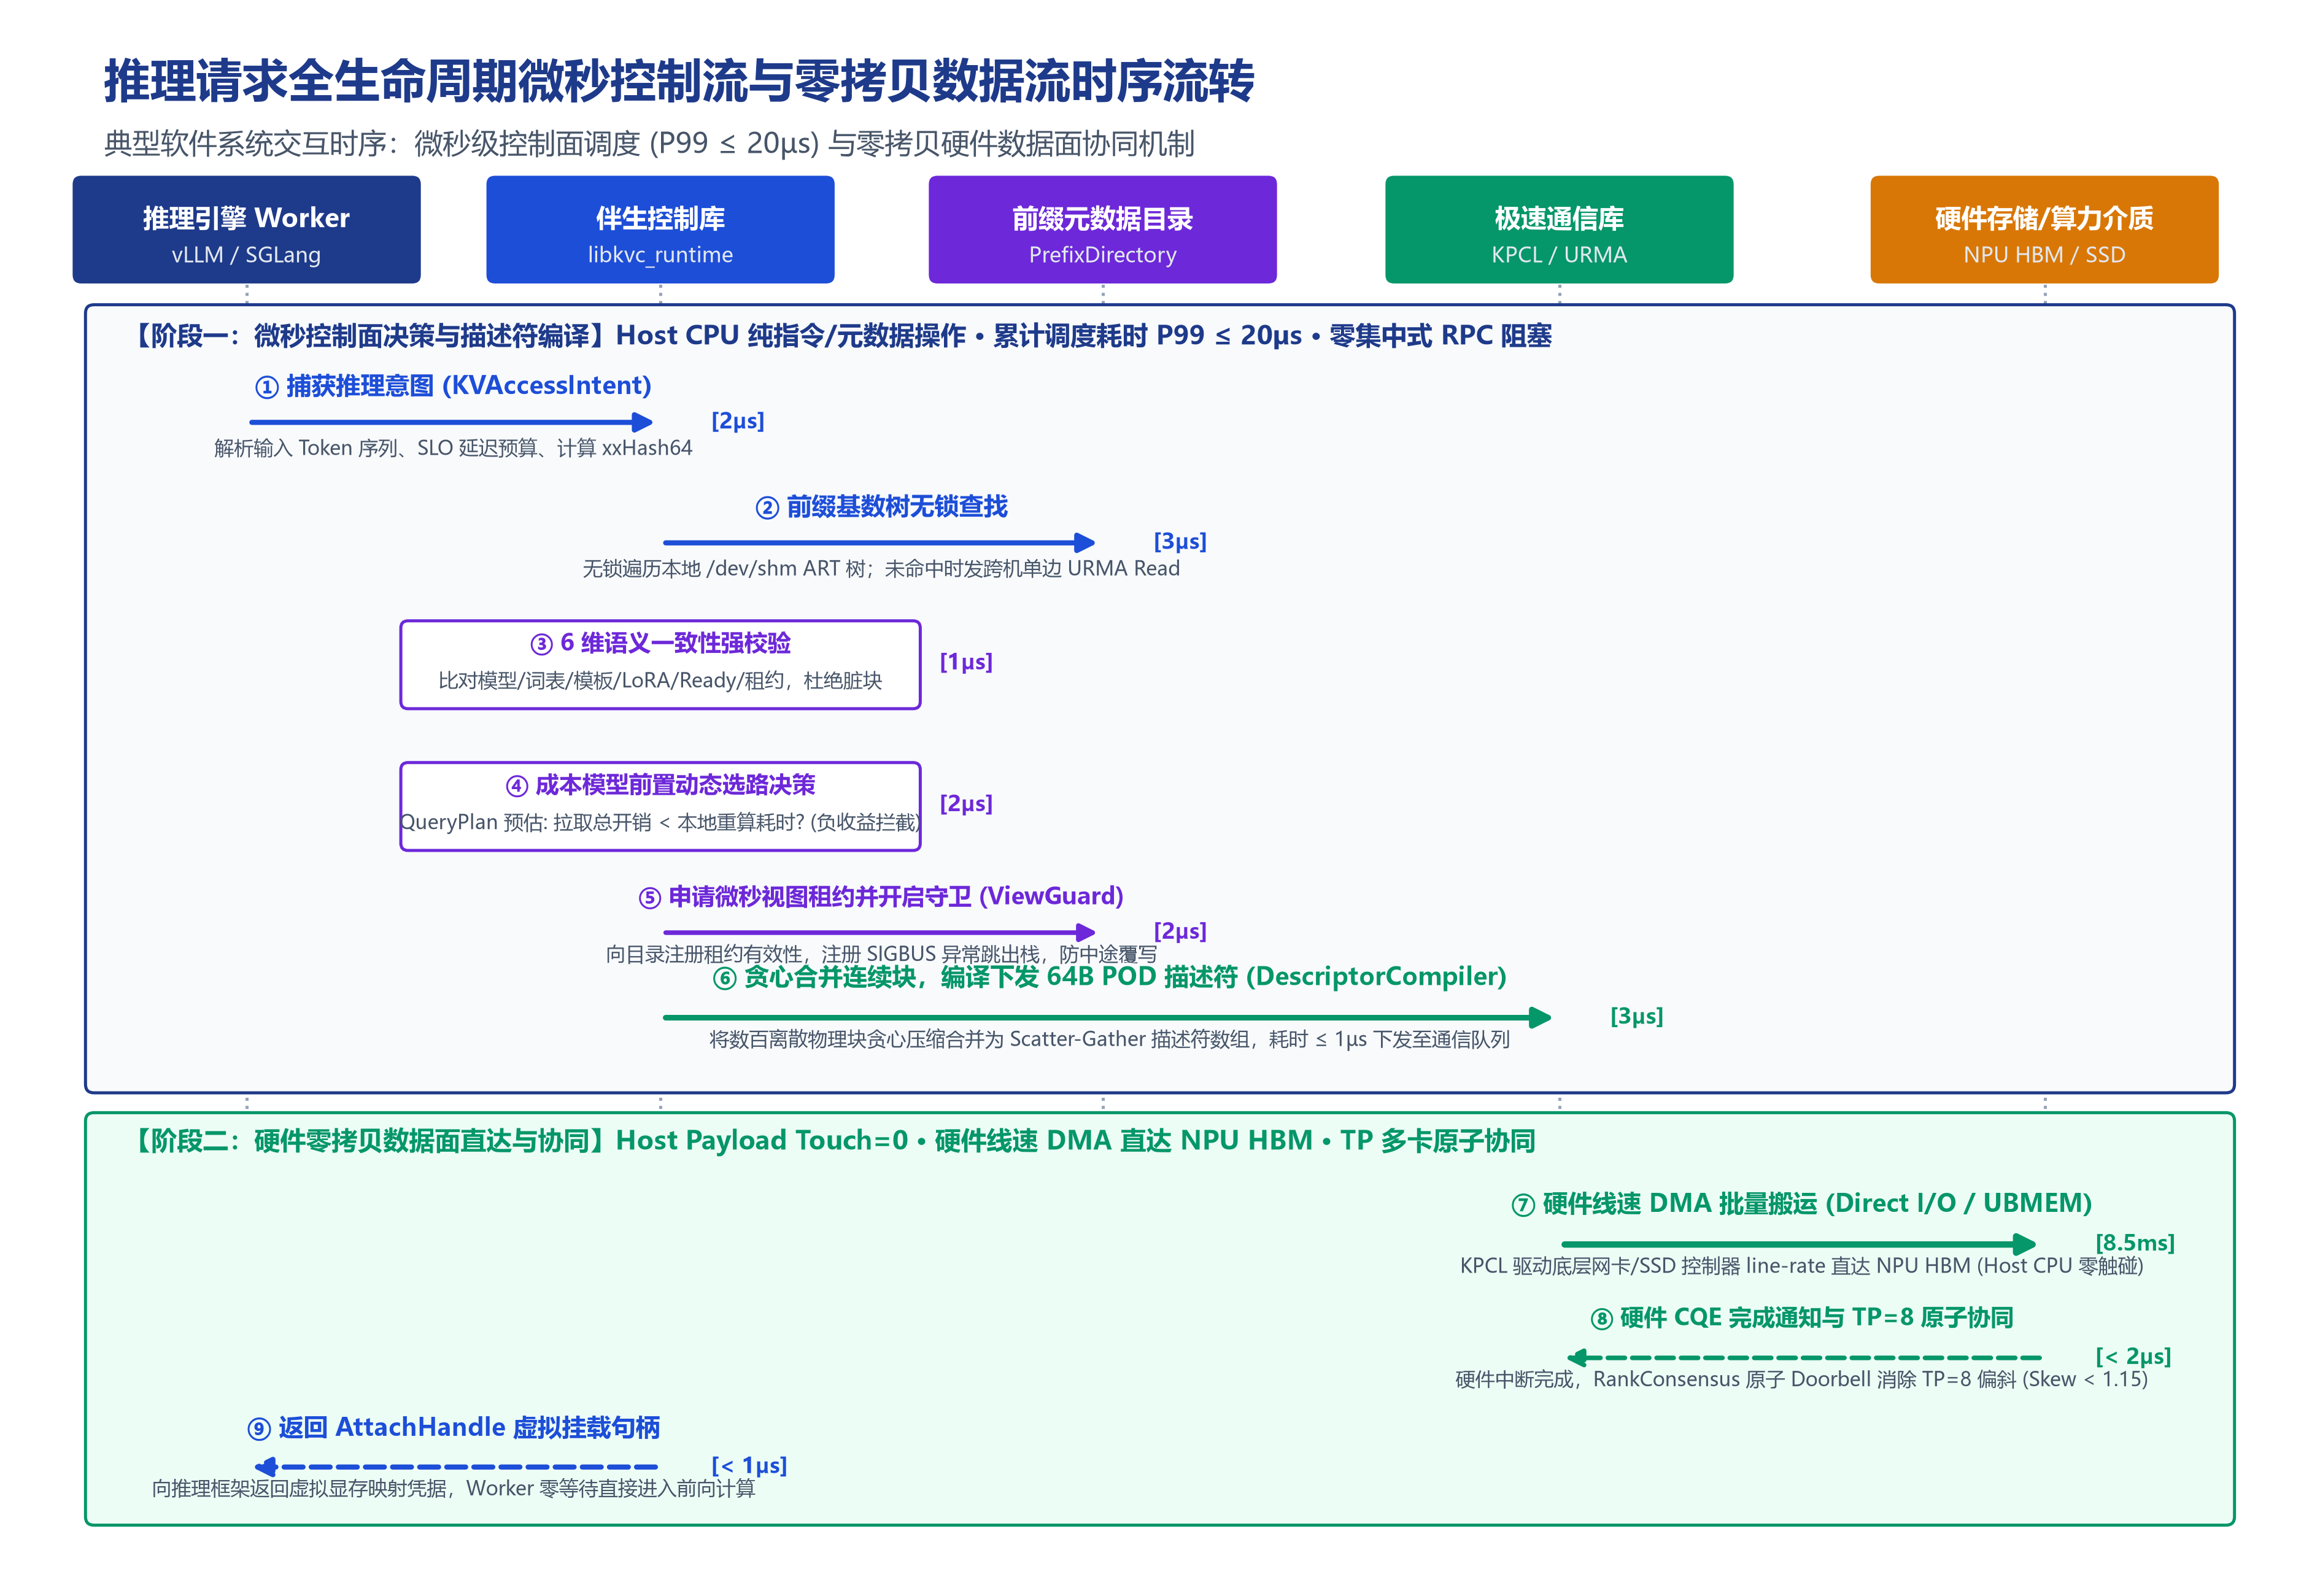 推理请求全生命周期微秒控制流与零拷贝数据流时序流转
典型软件系统交互时序：微秒级控制面调度 (P99 ≤ 20μs) 与零拷贝硬件数据面协同机制
推理引擎 Worker
vLLM / SGLang
伴生控制库
libkvc_runtime
前缀元数据目录
PrefixDirectory
极速通信库
KPCL / URMA
硬件存储/算力介质
NPU HBM / SSD
【阶段一：微秒控制面决策与描述符编译】Host CPU 纯指令/元数据操作 • 累计调度耗时 P99 ≤ 20μs • 零集中式 RPC 阻塞
① 捕获推理意图 (KVAccessIntent)
[2μs]
解析输入 Token 序列、SLO 延迟预算、计算 xxHash64
② 前缀基数树无锁查找
[3μs]
无锁遍历本地 /dev/shm ART 树；未命中时发跨机单边 URMA Read
③ 6 维语义一致性强校验
[1μs]
比对模型/词表/模板/LoRA/Ready/租约，杜绝脏块
④ 成本模型前置动态选路决策
[2μs]
QueryPlan 预估: 拉取总开销 < 本地重算耗时? (负收益拦截)
⑤ 申请微秒视图租约并开启守卫 (ViewGuard)
[2μs]
向目录注册租约有效性，注册 SIGBUS 异常跳出栈，防中途覆写
⑥ 贪心合并连续块，编译下发 64B POD 描述符 (DescriptorCompiler)
[3μs]
将数百离散物理块贪心压缩合并为 Scatter-Gather 描述符数组，耗时 ≤ 1μs 下发至通信队列
【阶段二：硬件零拷贝数据面直达与协同】Host Payload Touch=0 • 硬件线速 DMA 直达 NPU HBM • TP 多卡原子协同
⑦ 硬件线速 DMA 批量搬运 (Direct I/O / UBMEM)
[8.5ms]
KPCL 驱动底层网卡/SSD 控制器 line-rate 直达 NPU HBM (Host CPU 零触碰)
⑧ 硬件 CQE 完成通知与 TP=8 原子协同
[< 2μs]
硬件中断完成，RankConsensus 原子 Doorbell 消除 TP=8 偏斜 (Skew < 1.15)
⑨ 返回 AttachHandle 虚拟挂载句柄
[< 1μs]
向推理框架返回虚拟显存映射凭据，Worker 零等待直接进入前向计算